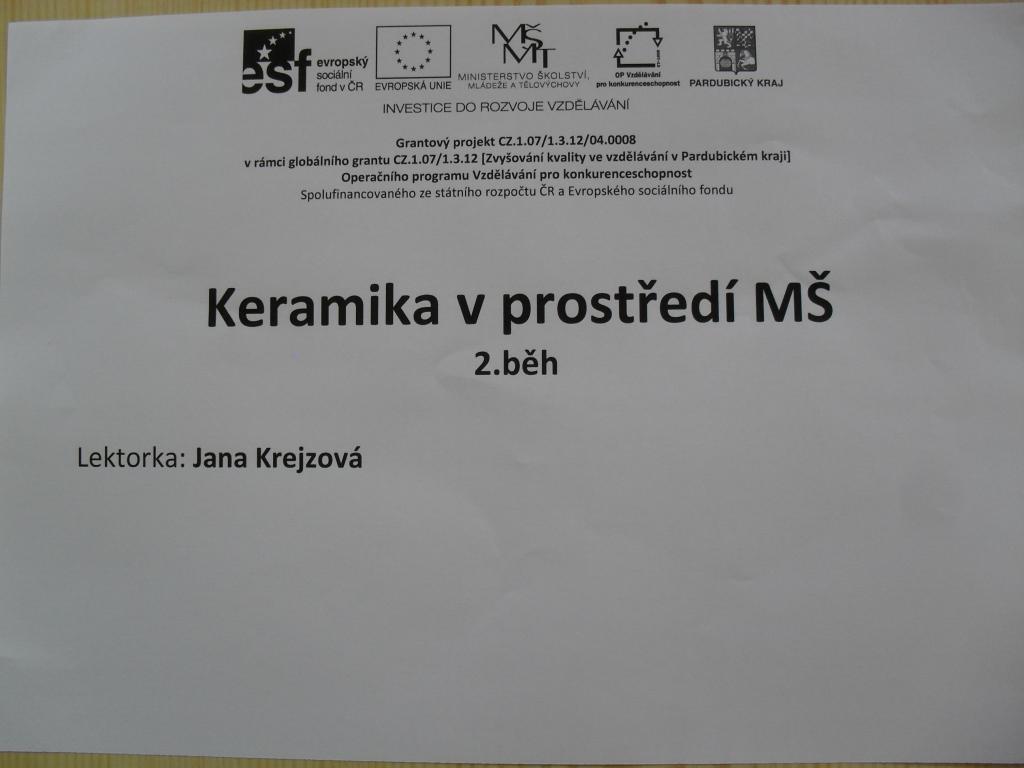 esf
evropský
sociální
fond v ČR
EVROPSKÁ UNIE
MŠMT
MINISTERSTVO ŠKOLSTVÍ,
MLÁDEŽE A TĚLOVÝCHOVY
OP Vzdělávání
pro konkurenceschopnost
PARDUBICKÝ KRAJ
INVESTICE DO ROZVOJE VZDĚLÁVÁNÍ
Grantový projekt CZ.1.07/1.3.12/04.0008
v rámci globálního grantu CZ.1.07/1.3.12 [Zvyšování kvality ve vzdělávání v Pardubickém kraji]
Operačního programu Vzdělávání pro konkurenceschopnost
Spolufinancovaného ze státního rozpočtu ČR a Evropského sociálního fondu
Keramika v prostředí MŠ
2.běh
Lektorka: Jana Krejzová